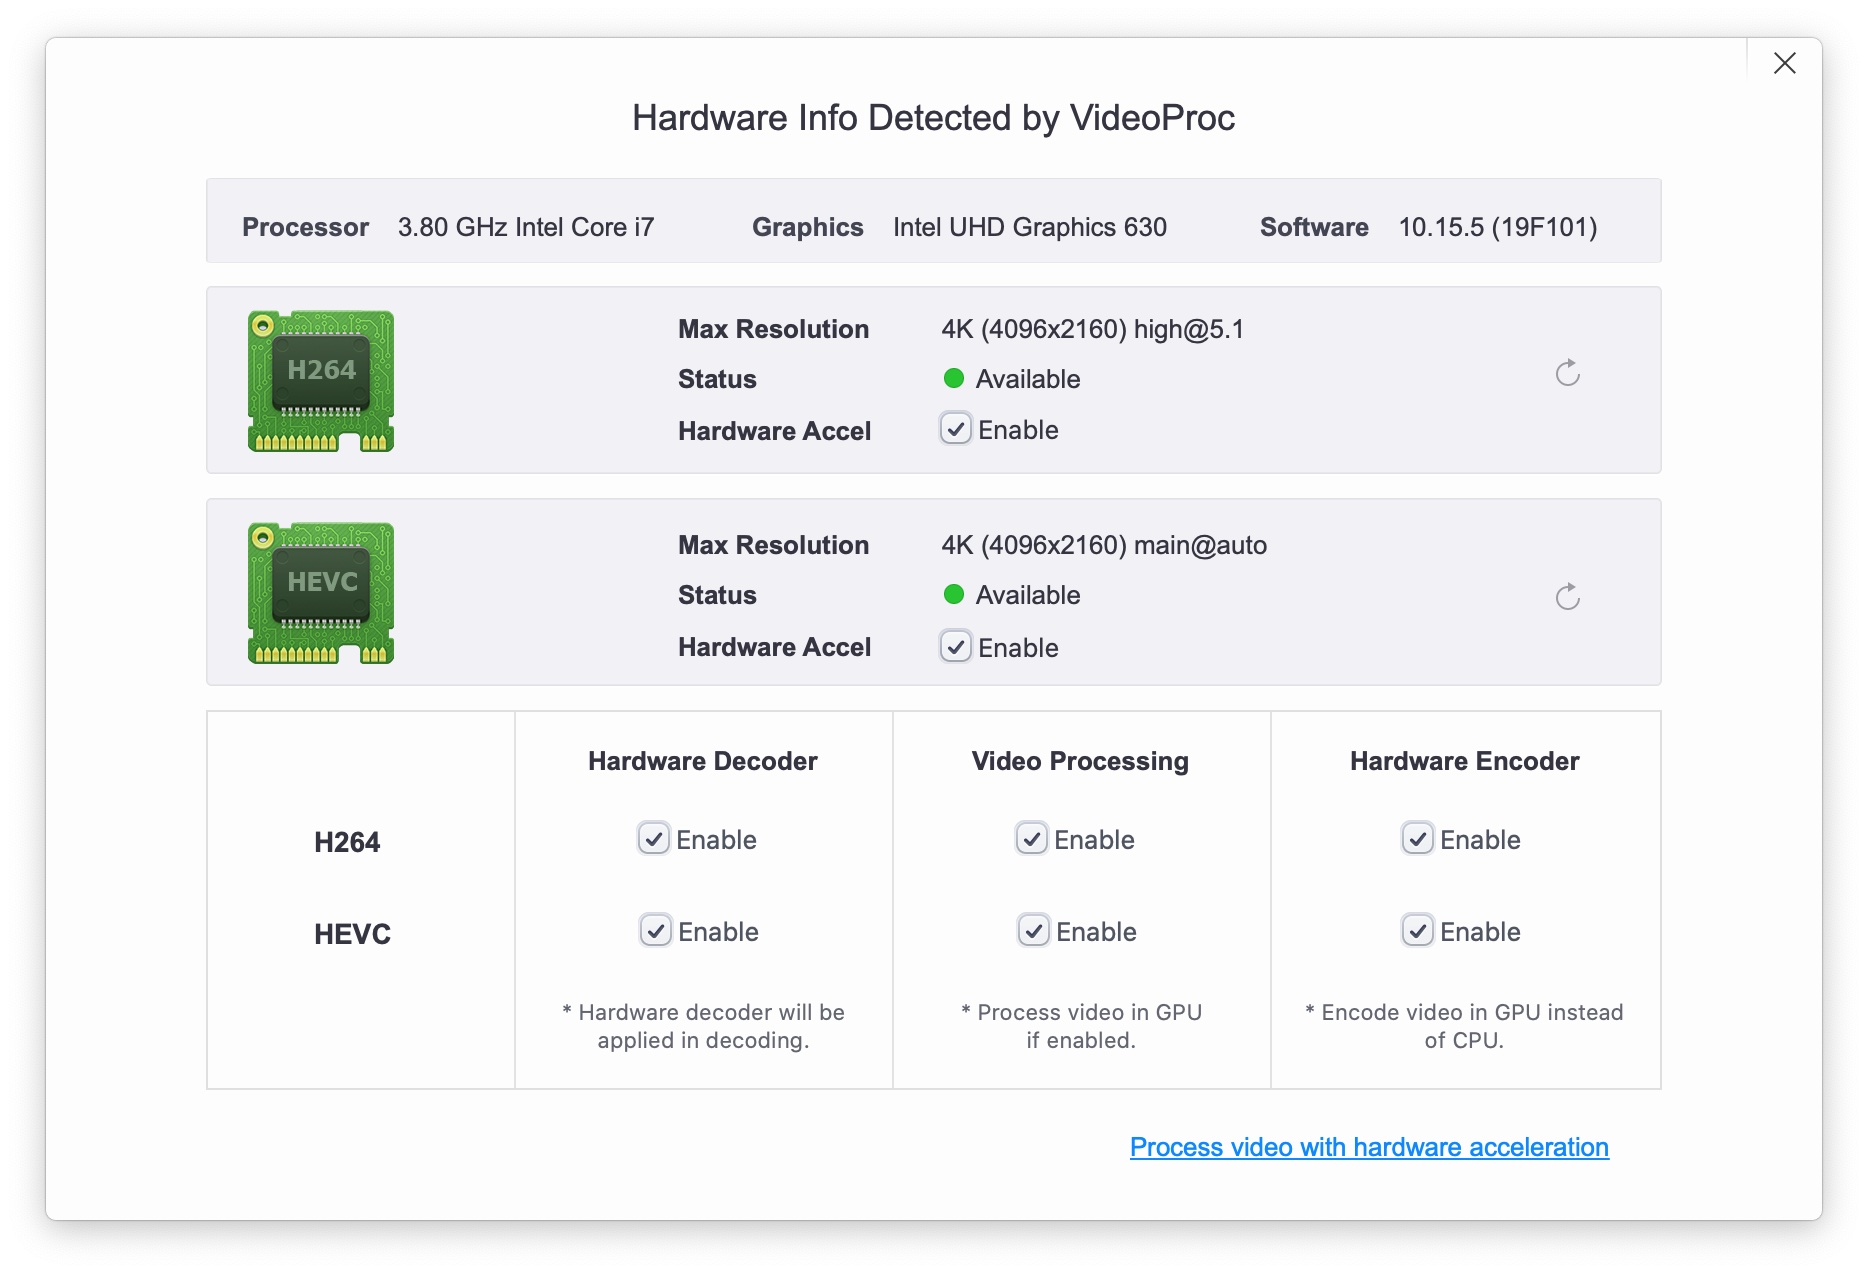 Hardware Info Detected by VideoProc
Processor 3.80 GHz Intel Core i7 Graphics Intel UHD Graphics 630 Software 10.15.5 (19F101)
H264
Max Resolution 4K (4096x2160) high@5.1
Status Available
Hardware Accel Enable
HEVC
Max Resolution 4K (4096x2160) main@auto
Status Available
Hardware Accel Enable
Hardware Decoder Video Processing Hardware Encoder
H264 Enable Enable Enable
HEVC Enable Enable Enable
* Hardware decoder will be
applied in decoding.
* Process video in GPU
if enabled.
* Encode video in GPU instead
of CPU.
Process video with hardware acceleration